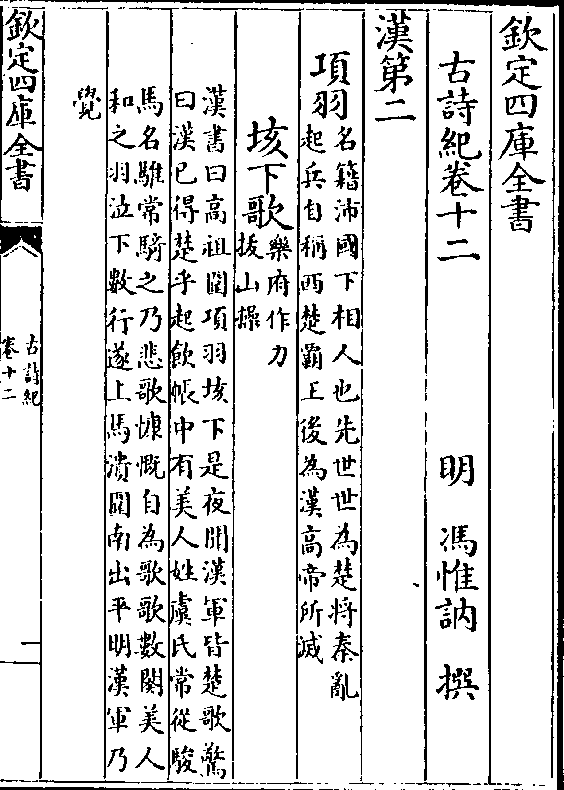 欽定四庫全書
古詩紀卷十二
明 馮惟訥 撰
漢第二
項羽
名籍沛國下相人也先世世為楚將秦亂
起兵自稱西楚霸王後為漢高帝所滅
垓下歌
樂府作力
拔山操
漢書曰高祖圍項羽垓下是夜聞漢軍皆楚歌驚
曰漢已得楚乎起飲帳中有美人姓虞氏常從駿
馬名騅常騎之乃悲歌慷慨自為歌歌數闋美人
和之羽泣下數行遂上馬潰圍南出平明漢軍乃
覺
欽定四庫全書
古詩紀
卷十二
一